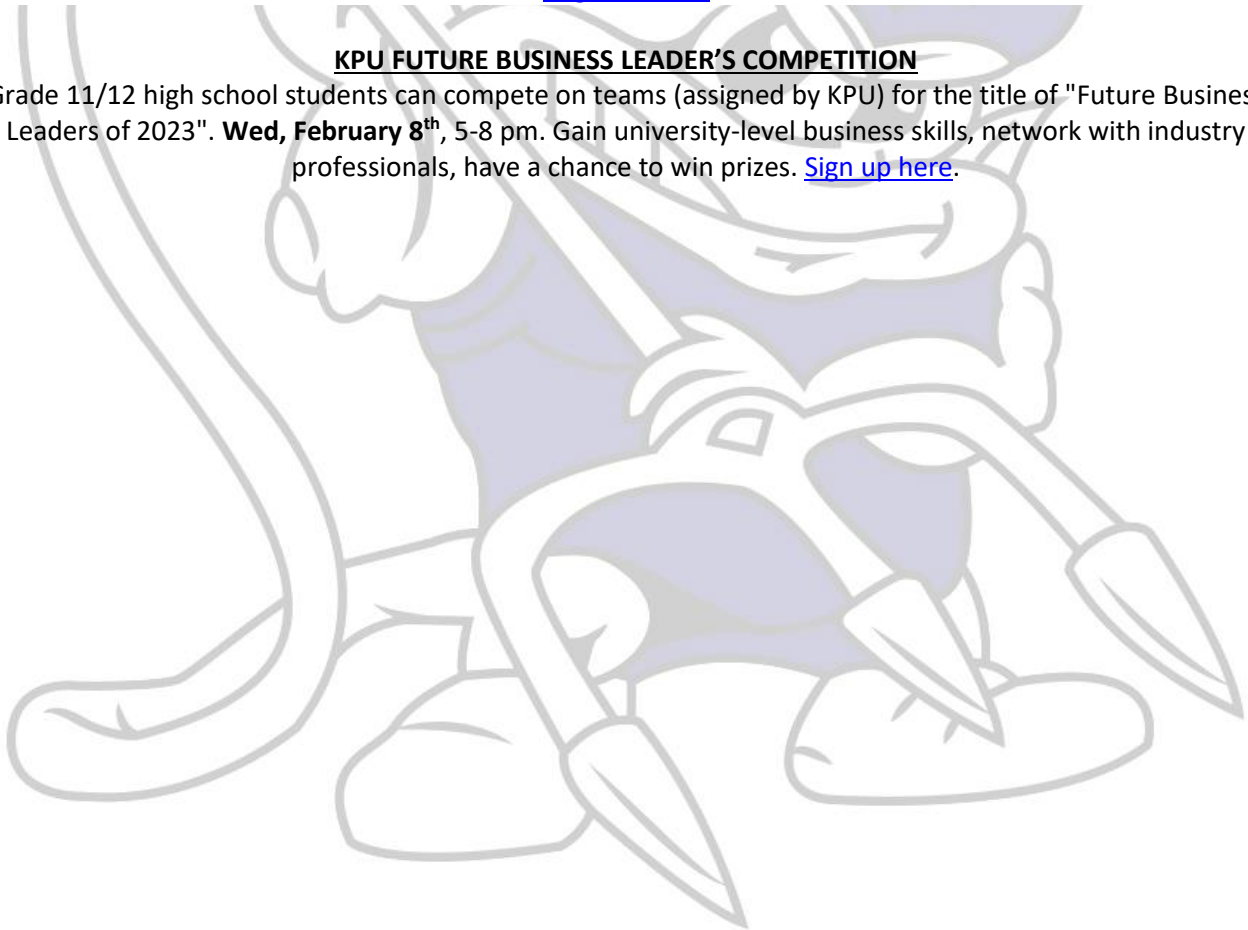 KPU FUTURE BUSINESS LEADER'S COMPETITION
Grade 11/12 high school students can compete on teams (assigned by KPU) for the title of "Future Business
Leaders of 2023". Wed, February 8th, 5-8 pm. Gain university-level business skills, network with industry
professionals, have a chance to win prizes. Sign up here.